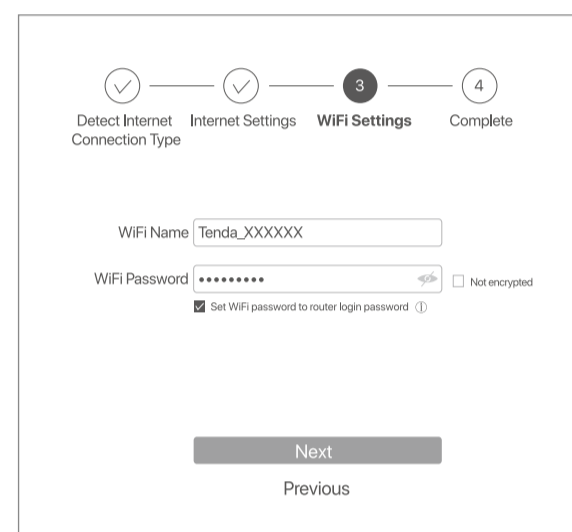 3
4
Detect Internet
Connection Type
Internet Settings
WiFi Settings
Complete
WiFi Name
Tenda_XXXXXX
WiFi Password
•••••••••
Not encrypted
Set WiFi password to router login password
Next
Previous